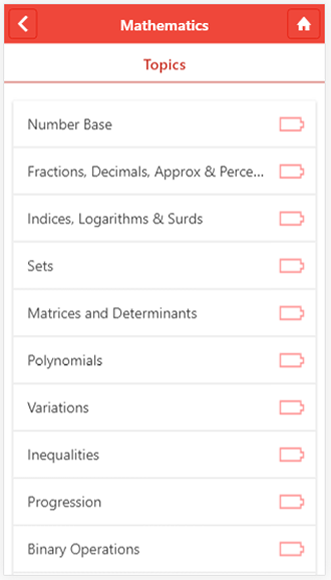 Mathematics
Topics
Number Base
Fractions, Decimals, Approx & Perce...
Indices, Logarithms & Surds
Sets
Matrices and Determinants
Polynomials
Variations
Inequalities
Progression
Binary Operations